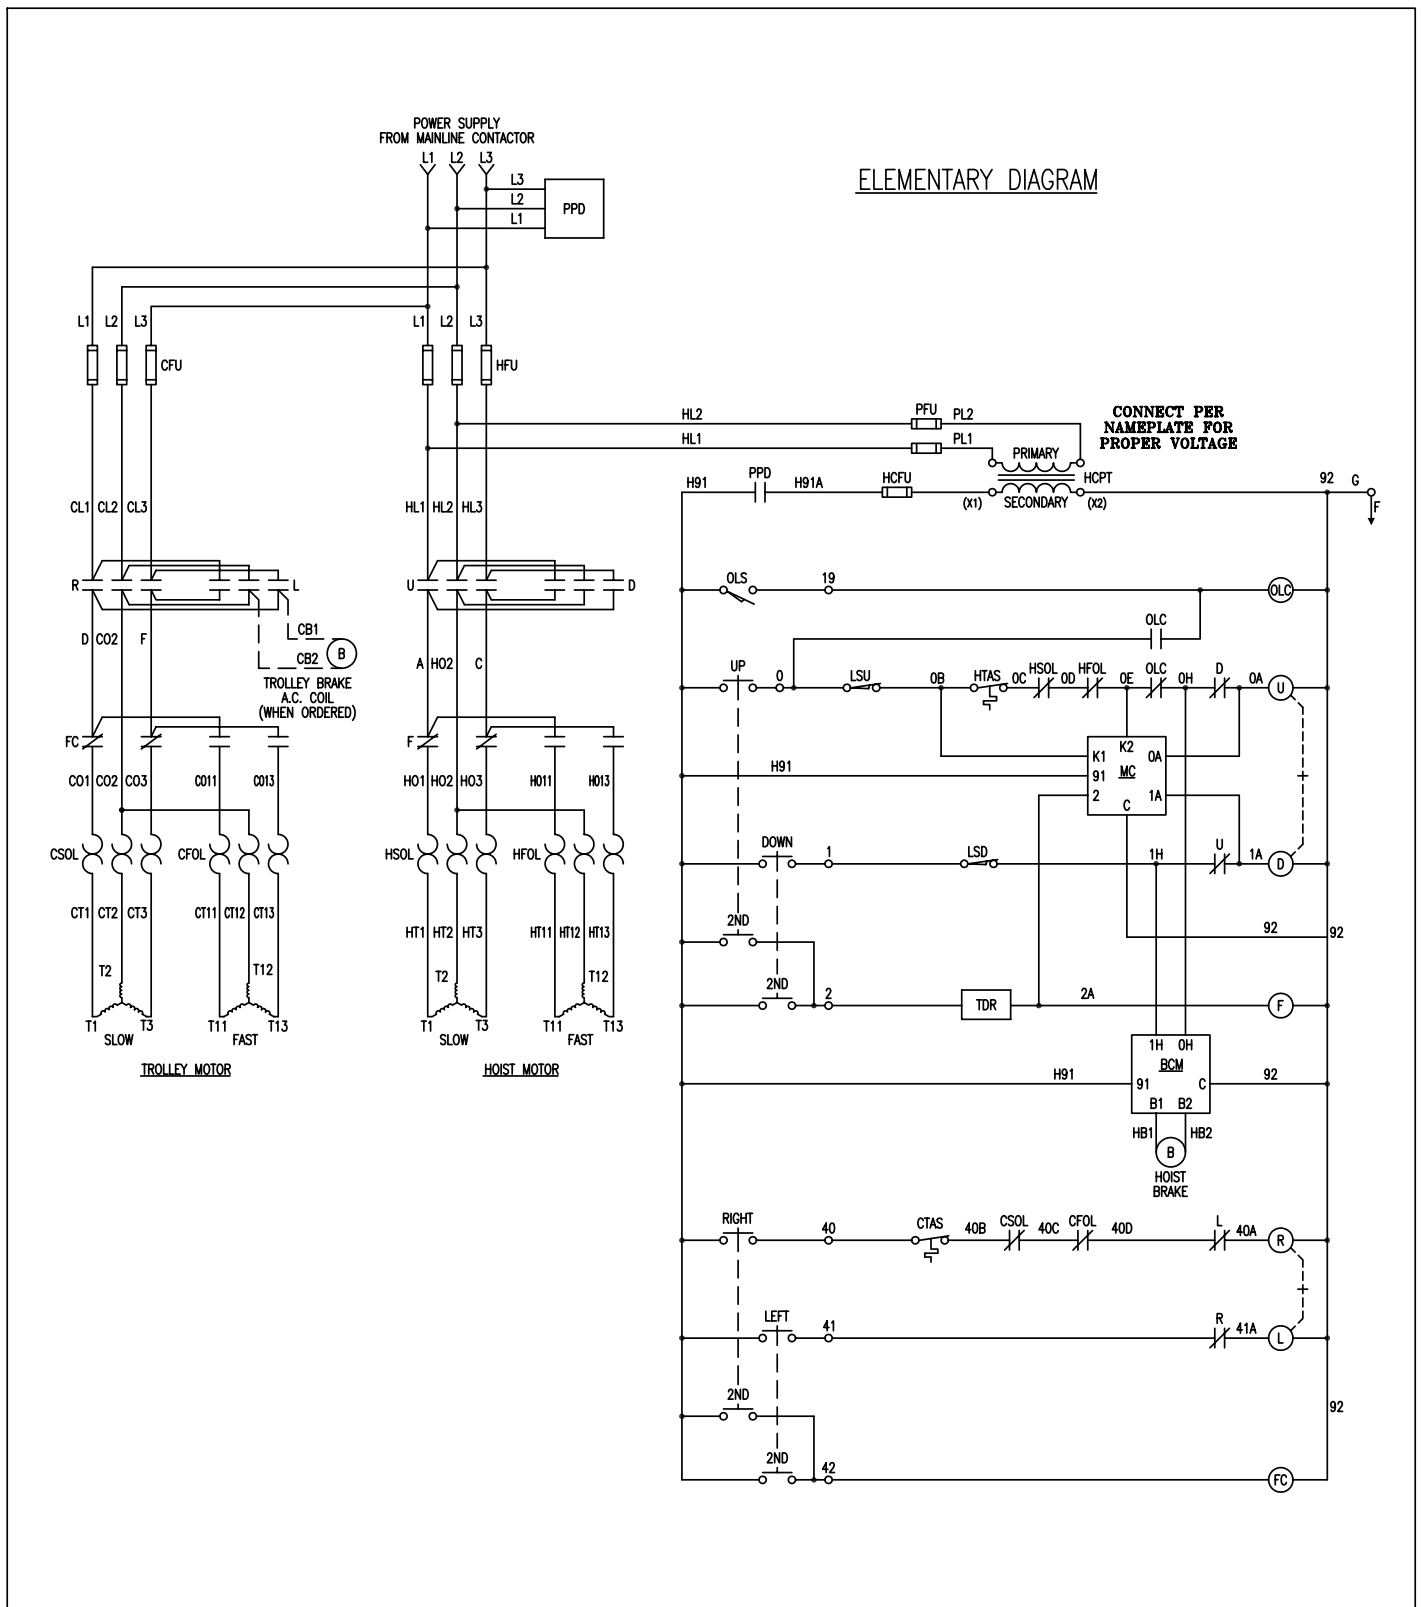 POWER SUPPLY
FROM MAINLINE CONTACTOR
L1 L2 L3
ELEMENTARY DIAGRAM
L3
L2
L1
PPD
L1 L2 L3
L1 L2 L3
CFU
HFU
HL2
PFU
PL2
HL1
PL1
CONNECT PER
NAMEPLATE FOR
PROPER VOLTAGE
PRIMARY
HCPT
H91
PPD
H91A
HCFU
(X1)
SECONDARY
(X2)
92
G
F
CL1 CL2 CL3
HL1 HL2 HL3
R
L
U
D
OLS
19
OLC
D CO2 F
CB1
CB2
B
TROLLEY BRAKE
A.C. COIL
(WHEN ORDERED)
A HO2 C
OLC
UP
0
LSU
0B
HTAS
0C
HSOL
0D
HFOL
0E
OLC
0H
D
0A
U
FC
F
K1
K2
0A
91
MC
2
C
1A
H91
CO1 CO2 CO3
CO11
CO13
HO1 HO2 HO3
HO11
HO13
CSOL
CFOL
HSOL
HFOL
DOWN
1
LSD
1H
U
1A
D
CT1 CT2 CT3
CT11 CT12 CT13
HT1 HT2 HT3
HT11 HT12 HT13
2ND
92
92
T2
T12
T2
T12
2ND
2
TDR
2A
F
T1 T3
T11 T13
T1 T3
T11 T13
SLOW
FAST
SLOW
FAST
TROLLEY MOTOR
HOIST MOTOR
1H 0H
BCM
H91
91
C
92
B1 B2
HB1
HB2
B
HOIST
BRAKE
RIGHT
40
CTAS
40B
CSOL
40C
CFOL
40D
L
40A
R
LEFT
41
R
41A
L
2ND
92
2ND
42
FC